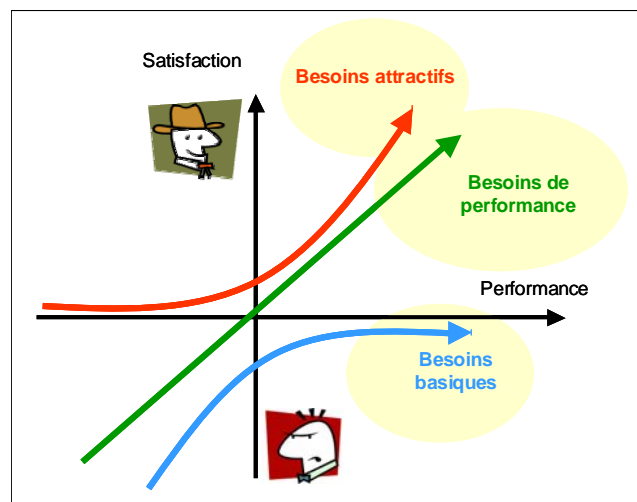 Satisfaction
Besoins attractifs
Besoins de
performance
Performance
Besoins
basiques